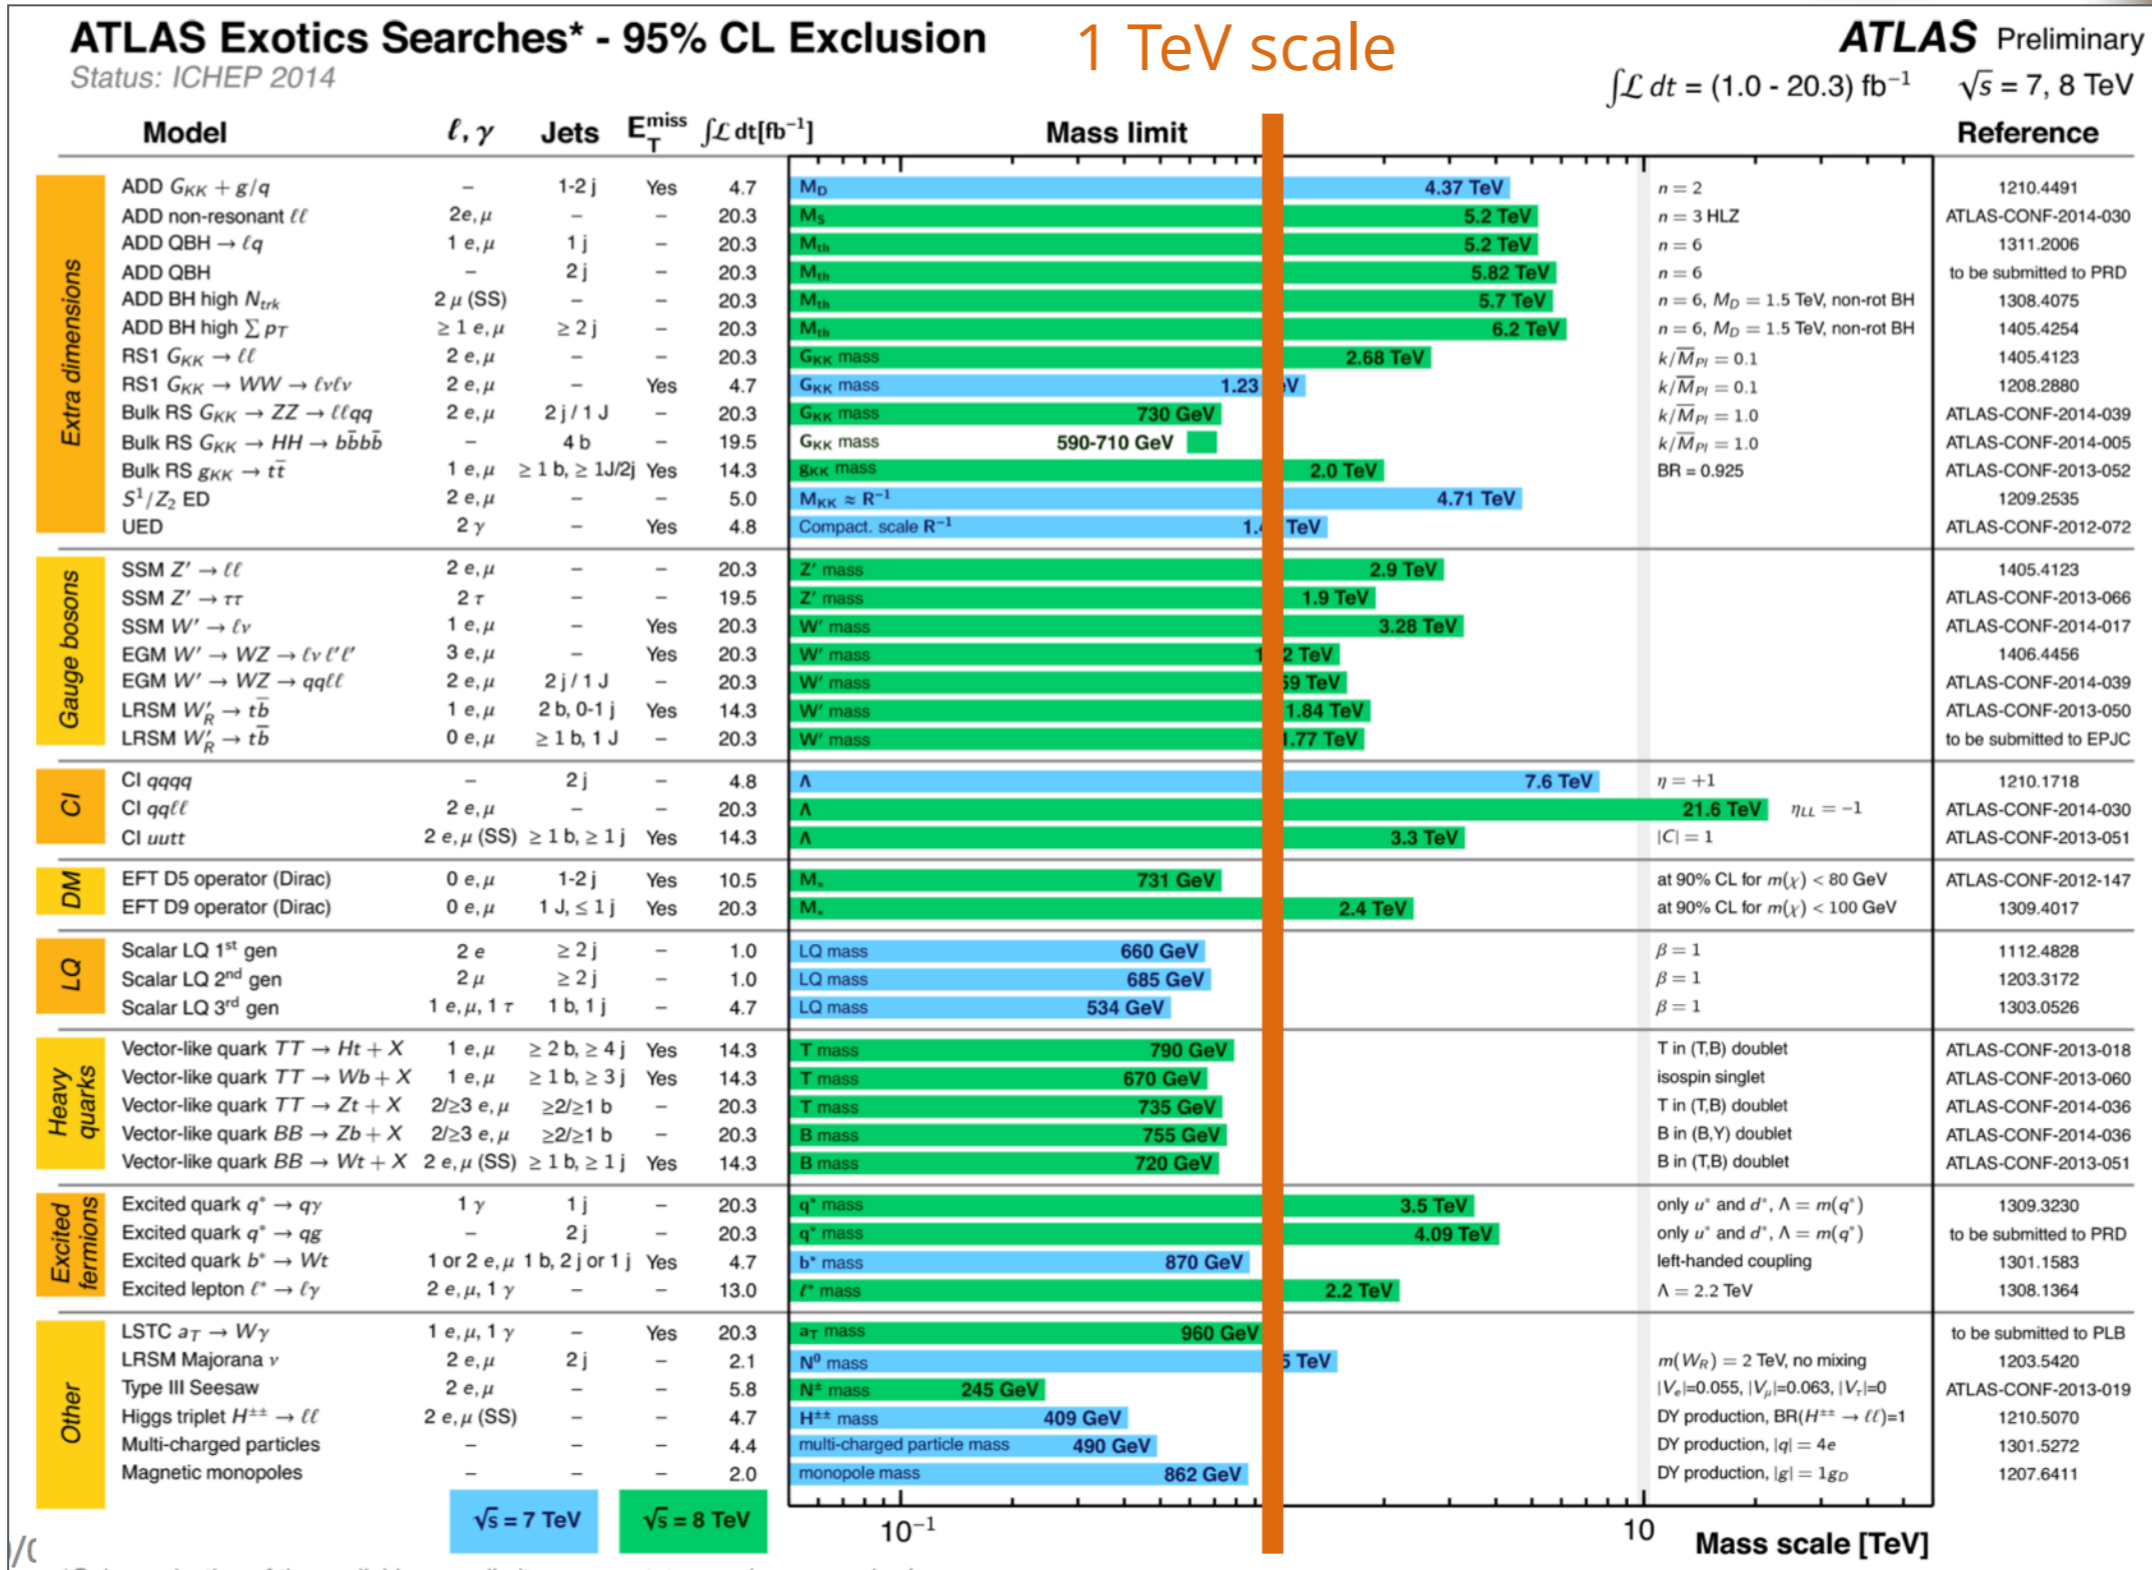 ATLAS Exotics Searches* - 95% CL Exclusion
Status: ICHEP 2014
1 TeV scale
ATLAS Preliminary
∫ℒ dt = (1.0 - 20.3) fb⁻¹ √s = 7, 8 TeV
Model ℓ, γ Jets E_T^miss ∫ℒ dt[fb⁻¹] Mass limit Reference
Extra dimensions
ADD G_KK + g/q – 1-2 j Yes 4.7 M_D 4.37 TeV n = 2 1210.4491
ADD non-resonant ℓℓ 2e, μ – – 20.3 M_S 5.2 TeV n = 3 HLZ ATLAS-CONF-2014-030
ADD QBH → ℓq 1 e, μ 1 j – 20.3 M_th 5.2 TeV n = 6 1311.2006
ADD QBH – 2 j – 20.3 M_th 5.82 TeV n = 6 to be submitted to PRD
ADD BH high N_trk 2 μ (SS) – – 20.3 M_th 5.7 TeV n = 6, M_D = 1.5 TeV, non-rot BH 1308.4075
ADD BH high ∑ p_T ≥ 1 e, μ ≥ 2 j – 20.3 M_th 6.2 TeV n = 6, M_D = 1.5 TeV, non-rot BH 1405.4254
RS1 G_KK → ℓℓ 2 e, μ – – 20.3 G_KK mass 2.68 TeV k/M̅_Pl = 0.1 1405.4123
RS1 G_KK → WW → ℓνℓν 2 e, μ – Yes 4.7 G_KK mass 1.23 k/M̅_Pl = 0.1 1208.2880
Bulk RS G_KK → ZZ → ℓℓqq 2 e, μ 2 j / 1 J – 20.3 G_KK mass 730 GeV k/M̅_Pl = 1.0 ATLAS-CONF-2014-039
Bulk RS G_KK → HH → bb̅bb̅ – 4 b – 19.5 G_KK mass 590-710 GeV k/M̅_Pl = 1.0 ATLAS-CONF-2014-005
Bulk RS g_KK → tt̅ 1 e, μ ≥ 1 b, ≥ 1J/2j Yes 14.3 g_KK mass 2.0 TeV BR = 0.925 ATLAS-CONF-2013-052
S¹/Z₂ ED 2 e, μ – – 5.0 M_KK ≈ R⁻¹ 4.71 TeV 1209.2535
UED 2 γ – Yes 4.8 Compact. scale R⁻¹ TeV ATLAS-CONF-2012-072
Gauge bosons
SSM Z′ → ℓℓ 2 e, μ – – 20.3 Z′ mass 2.9 TeV 1405.4123
SSM Z′ → ττ 2 τ – – 19.5 Z′ mass 1.9 TeV ATLAS-CONF-2013-066
SSM W′ → ℓν 1 e, μ – Yes 20.3 W′ mass 3.28 TeV ATLAS-CONF-2014-017
EGM W′ → WZ → ℓν ℓ′ℓ′ 3 e, μ – Yes 20.3 W′ mass TeV 1406.4456
EGM W′ → WZ → qqℓℓ 2 e, μ 2 j / 1 J – 20.3 W′ mass TeV ATLAS-CONF-2014-039
LRSM W′_R → tb̅ 1 e, μ 2 b, 0-1 j Yes 14.3 W′ mass 1.84 TeV ATLAS-CONF-2013-050
LRSM W′_R → tb̅ 0 e, μ ≥ 1 b, 1 J – 20.3 W′ mass 1.77 TeV to be submitted to EPJC
CI
CI qqqq – 2 j – 4.8 Λ 7.6 TeV η = +1 1210.1718
CI qqℓℓ 2 e, μ – – 20.3 Λ 21.6 TeV η_LL = −1 ATLAS-CONF-2014-030
CI uutt 2 e, μ (SS) ≥ 1 b, ≥ 1 j Yes 14.3 Λ 3.3 TeV |C| = 1 ATLAS-CONF-2013-051
DM
EFT D5 operator (Dirac) 0 e, μ 1-2 j Yes 10.5 M_* 731 GeV at 90% CL for m(χ) < 80 GeV ATLAS-CONF-2012-147
EFT D9 operator (Dirac) 0 e, μ 1 J, ≤ 1 j Yes 20.3 M_* 2.4 TeV at 90% CL for m(χ) < 100 GeV 1309.4017
LQ
Scalar LQ 1st gen 2 e ≥ 2 j – 1.0 LQ mass 660 GeV β = 1 1112.4828
Scalar LQ 2nd gen 2 μ ≥ 2 j – 1.0 LQ mass 685 GeV β = 1 1203.3172
Scalar LQ 3rd gen 1 e, μ, 1 τ 1 b, 1 j – 4.7 LQ mass 534 GeV β = 1 1303.0526
Heavy quarks
Vector-like quark TT → Ht + X 1 e, μ ≥ 2 b, ≥ 4 j Yes 14.3 T mass 790 GeV T in (T,B) doublet ATLAS-CONF-2013-018
Vector-like quark TT → Wb + X 1 e, μ ≥ 1 b, ≥ 3 j Yes 14.3 T mass 670 GeV isospin singlet ATLAS-CONF-2013-060
Vector-like quark TT → Zt + X 2/≥3 e, μ ≥2/≥1 b – 20.3 T mass 735 GeV T in (T,B) doublet ATLAS-CONF-2014-036
Vector-like quark BB → Zb + X 2/≥3 e, μ ≥2/≥1 b – 20.3 B mass 755 GeV B in (B,Y) doublet ATLAS-CONF-2014-036
Vector-like quark BB → Wt + X 2 e, μ (SS) ≥ 1 b, ≥ 1 j Yes 14.3 B mass 720 GeV B in (T,B) doublet ATLAS-CONF-2013-051
Excited fermions
Excited quark q* → qγ 1 γ 1 j – 20.3 q* mass 3.5 TeV only u* and d*, Λ = m(q*) 1309.3230
Excited quark q* → qg – 2 j – 20.3 q* mass 4.09 TeV only u* and d*, Λ = m(q*) to be submitted to PRD
Excited quark b* → Wt 1 or 2 e, μ 1 b, 2 j or 1 j Yes 4.7 b* mass 870 GeV left-handed coupling 1301.1583
Excited lepton ℓ* → ℓγ 2 e, μ, 1 γ – – 13.0 ℓ* mass 2.2 TeV Λ = 2.2 TeV 1308.1364
Other
LSTC a_T → Wγ 1 e, μ, 1 γ – Yes 20.3 a_T mass 960 GeV to be submitted to PLB
LRSM Majorana ν 2 e, μ 2 j – 2.1 N⁰ mass TeV m(W_R) = 2 TeV, no mixing 1203.5420
Type III Seesaw 2 e, μ – – 5.8 N± mass 245 GeV |V_e|=0.055, |V_μ|=0.063, |V_τ|=0 ATLAS-CONF-2013-019
Higgs triplet H±± → ℓℓ 2 e, μ (SS) – – 4.7 H±± mass 409 GeV DY production, BR(H±± → ℓℓ)=1 1210.5070
Multi-charged particles – – – 4.4 multi-charged particle mass 490 GeV DY production, |q| = 4e 1301.5272
Magnetic monopoles – – – 2.0 monopole mass 862 GeV DY production, |g| = 1g_D 1207.6411
√s = 7 TeV √s = 8 TeV
10⁻¹ 10 Mass scale [TeV]